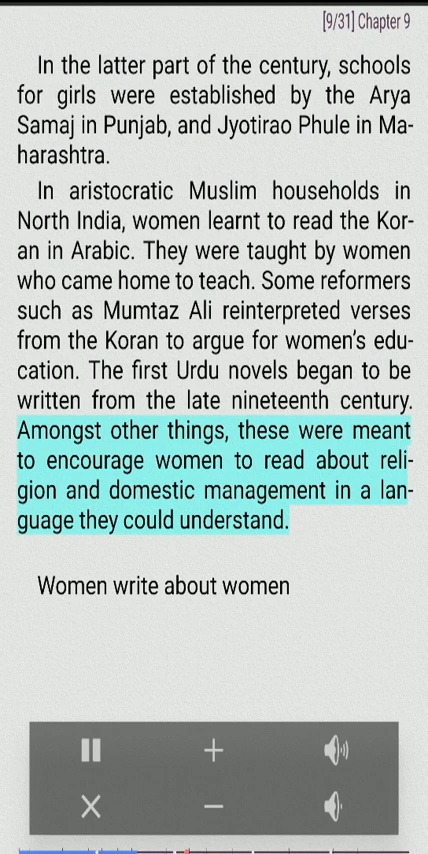 [9/31] Chapter 9
In the latter part of the century, schools
for girls were established by the Arya
Samaj in Punjab, and Jyotirao Phule in Ma-
harashtra.
In aristocratic Muslim households in
North India, women learnt to read the Kor-
an in Arabic. They were taught by women
who came home to teach. Some reformers
such as Mumtaz Ali reinterpreted verses
from the Koran to argue for women's edu-
cation. The first Urdu novels began to be
written from the late nineteenth century.
Amongst other things, these were meant
to encourage women to read about reli-
gion and domestic management in a lan-
guage they could understand.
Women write about women